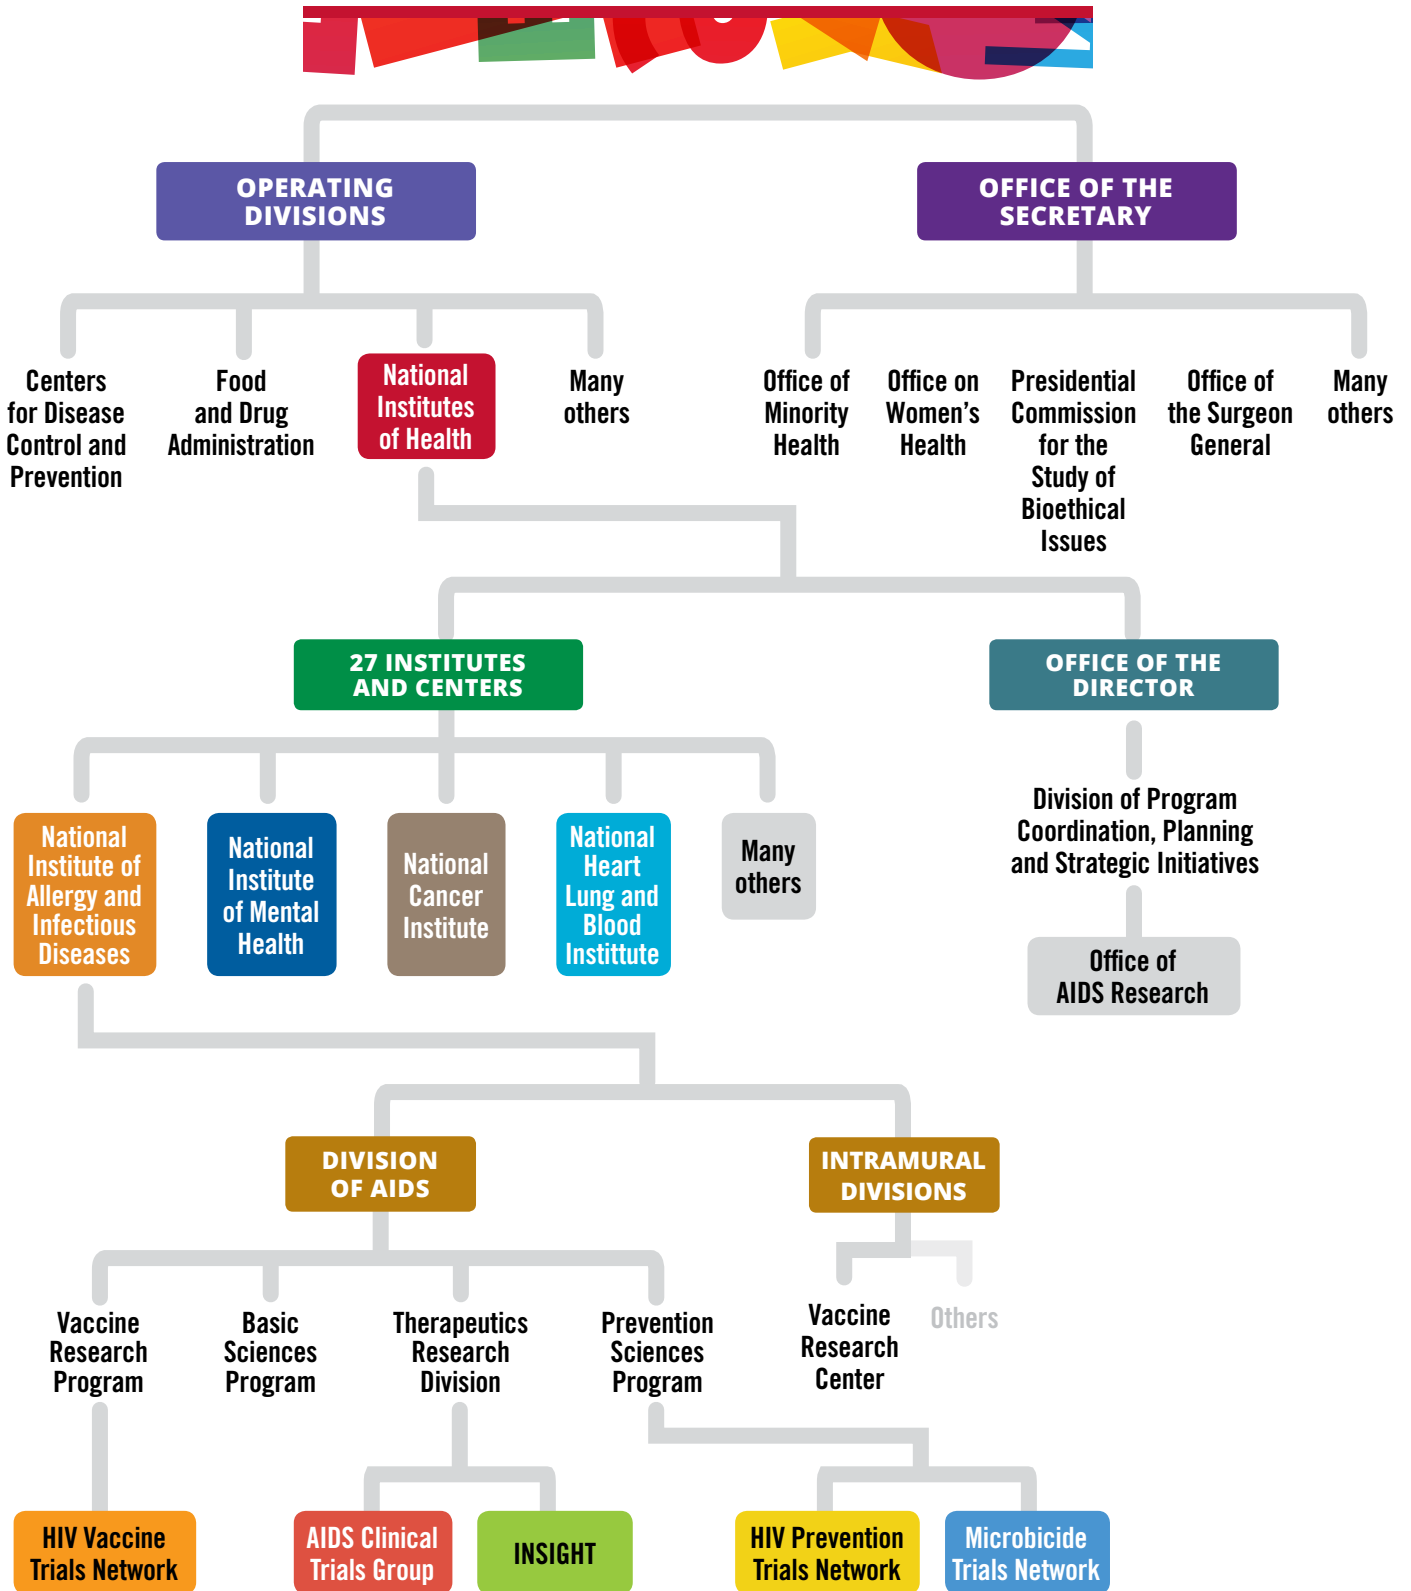 OPERATING
DIVISIONS
OFFICE OF THE
SECRETARY
Centers
for Disease
Control and
Prevention
Food
and Drug
Administration
National
Institutes
of Health
Many
others
Office of
Minority
Health
Office on
Women's
Health
Presidential
Commission
for the
Study of
Bioethical
Issues
Office of
the Surgeon
General
Many
others
27 INSTITUTES
AND CENTERS
OFFICE OF THE
DIRECTOR
National
Institute of
Allergy and
Infectious
Diseases
National
Institute
of Mental
Health
National
Cancer
Institute
National
Heart
Lung and
Blood
Instittute
Many
others
Division of Program
Coordination, Planning
and Strategic Initiatives
Office of
AIDS Research
DIVISION
OF AIDS
INTRAMURAL
DIVISIONS
Vaccine
Research
Program
Basic
Sciences
Program
Therapeutics
Research
Division
Prevention
Sciences
Program
Vaccine
Research
Center
Others
HIV Vaccine
Trials Network
AIDS Clinical
Trials Group
INSIGHT
HIV Prevention
Trials Network
Microbicide
Trials Network